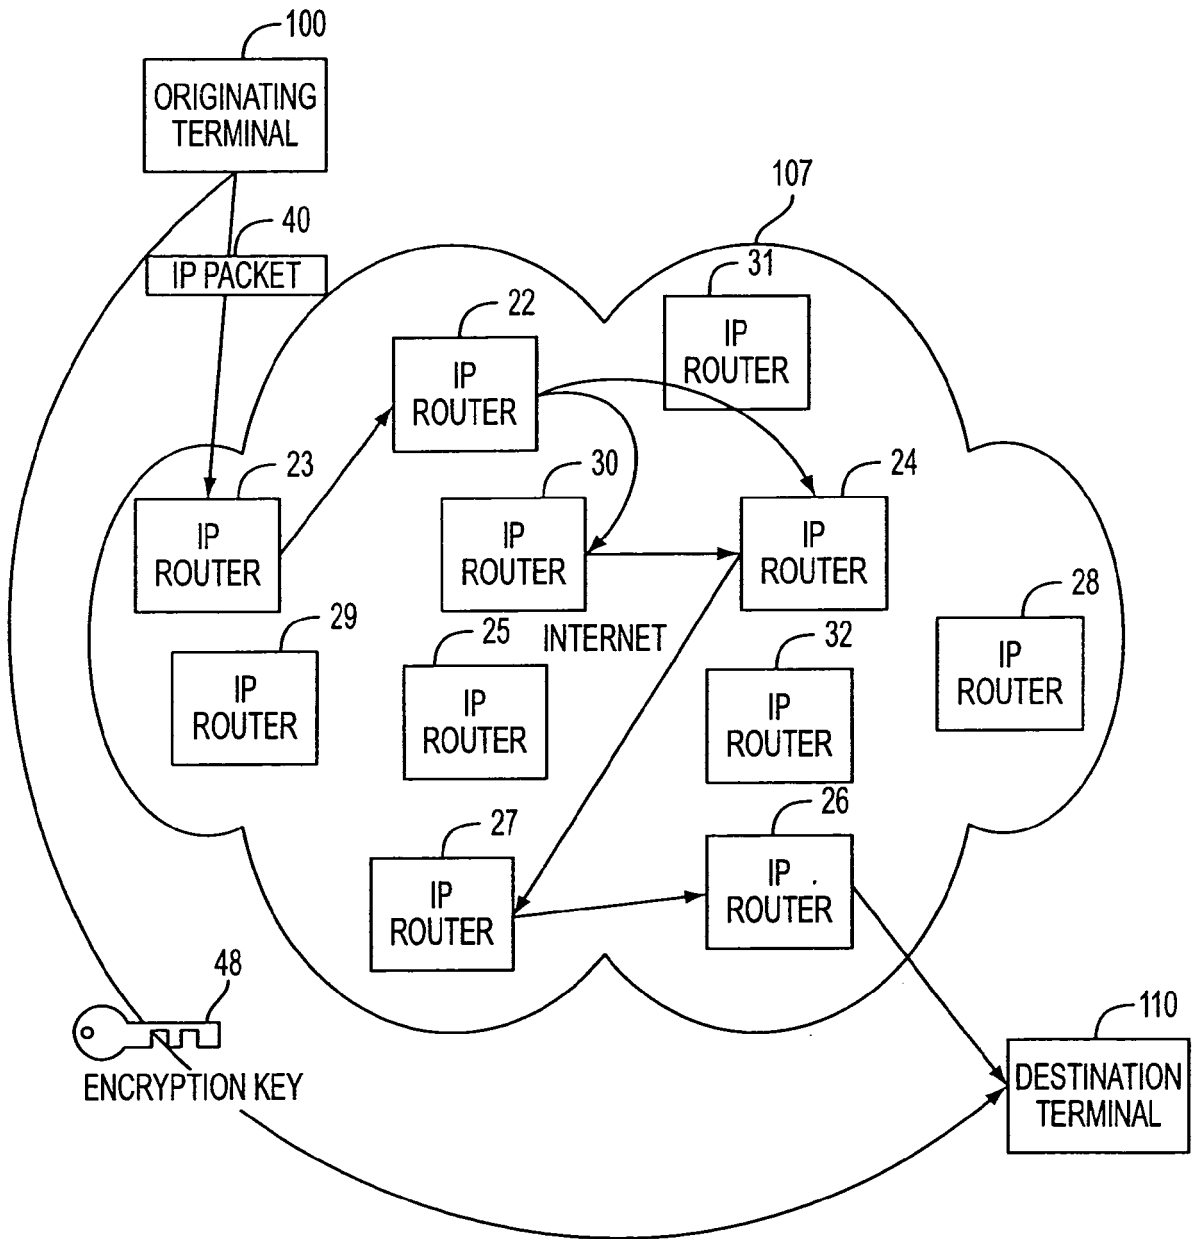 100
ORIGINATING
TERMINAL
40
IP PACKET
107
31
IP
ROUTER
22
IP
ROUTER
23
IP
ROUTER
30
IP
ROUTER
24
IP
ROUTER
29
IP
ROUTER
25
IP
ROUTER
INTERNET
32
IP
ROUTER
28
IP
ROUTER
27
IP
ROUTER
26
IP
ROUTER
48
ENCRYPTION KEY
110
DESTINATION
TERMINAL